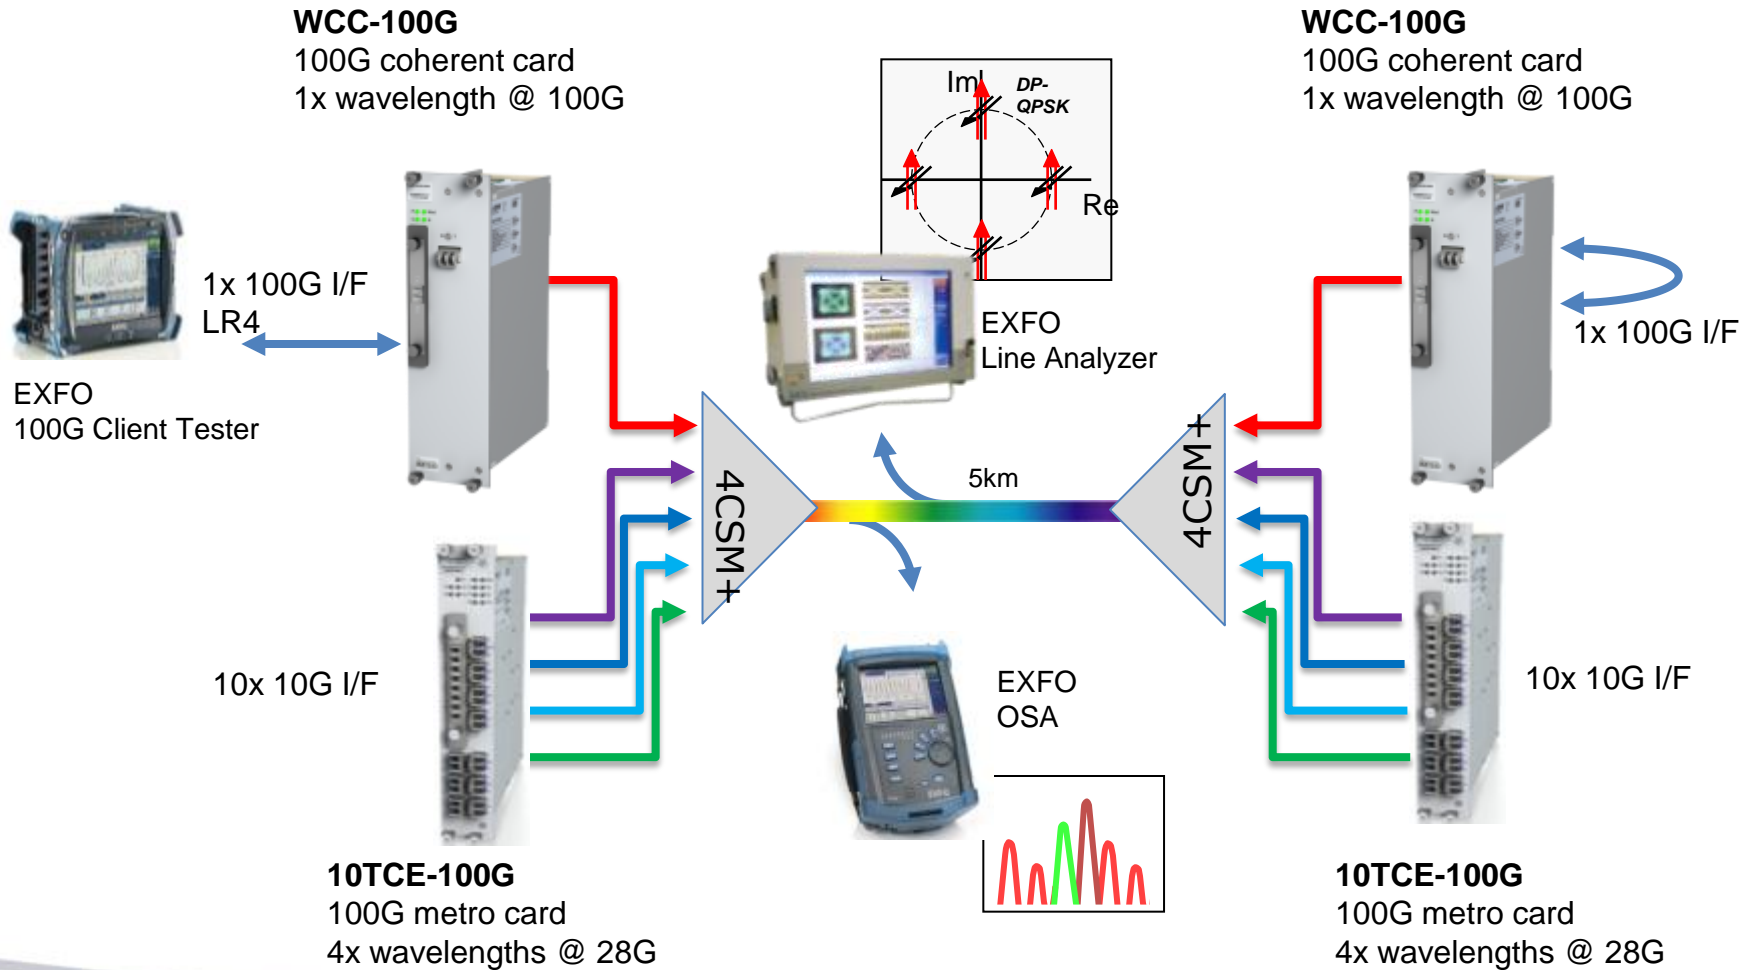 WCC-100G
100G coherent card
1x wavelength @ 100G
WCC-100G
100G coherent card
1x wavelength @ 100G
Im
DP-
QPSK
Re
1x 100G I/F
LR4
EXFO
100G Client Tester
EXFO
Line Analyzer
1x 100G I/F
4CSM+
5km
4CSM+
10x 10G I/F
EXFO
OSA
10x 10G I/F
10TCE-100G
100G metro card
4x wavelengths @ 28G
10TCE-100G
100G metro card
4x wavelengths @ 28G